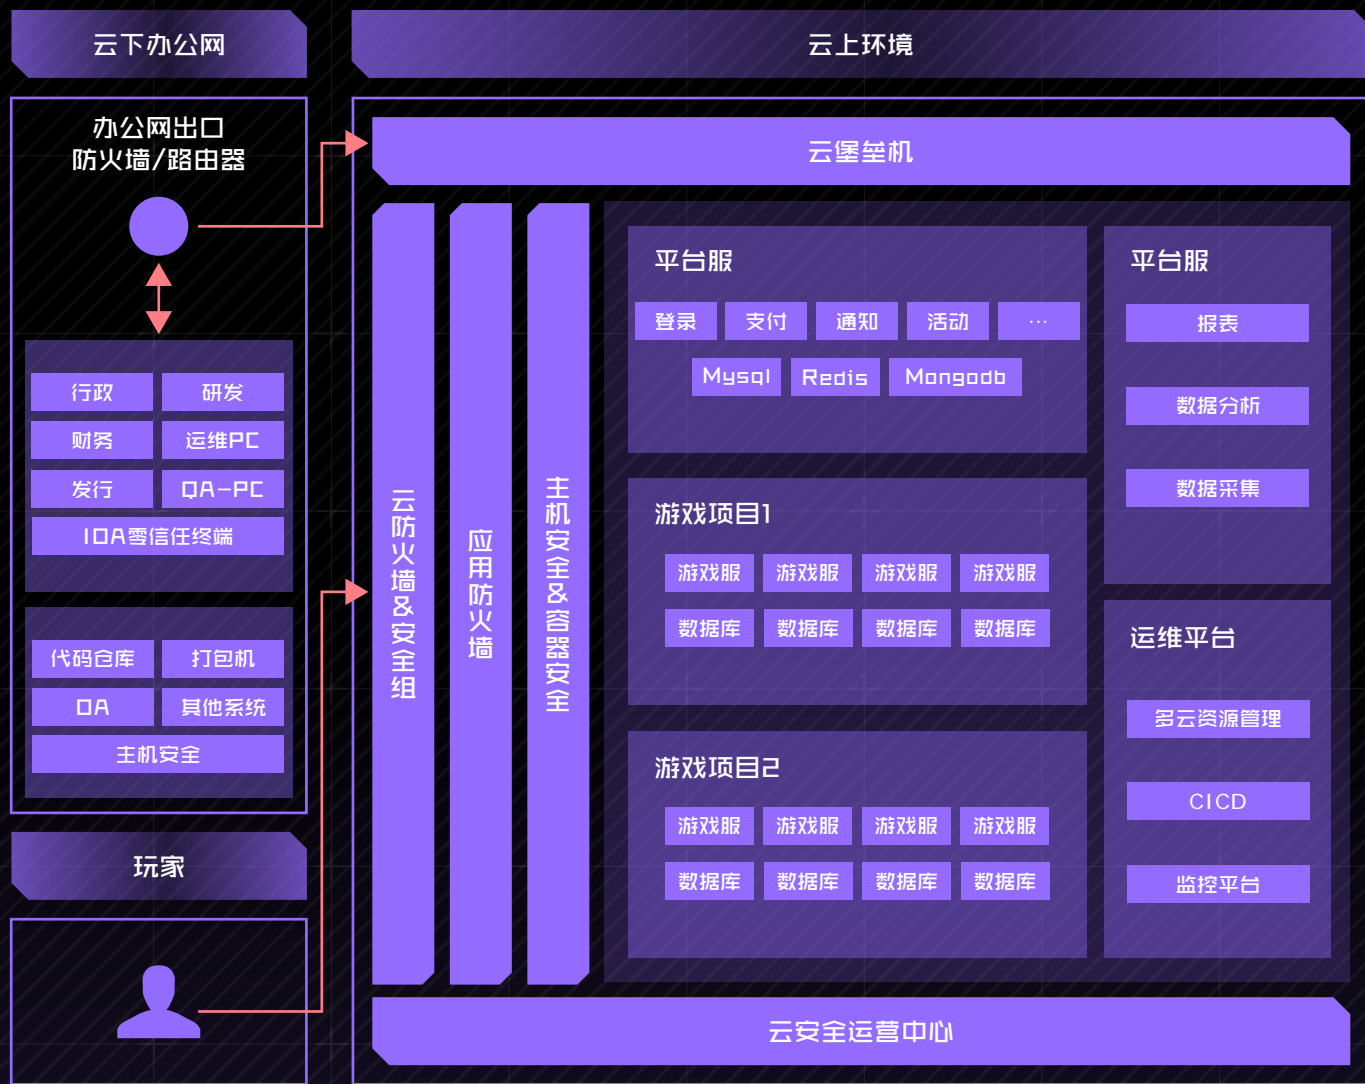 云下办公网
云上环境
办公网出口
防火墙/路由器
行政
研发
财务
运维PC
发行
QA-PC
IOA零信任终端
代码仓库
打包机
OA
其他系统
主机安全
玩家
云堡垒机
云防火墙&安全组
应用防火墙
主机安全&容器安全
平台服
登录
支付
通知
活动
...
Mysql
Redis
Mongodb
游戏项目1
游戏服
游戏服
游戏服
游戏服
数据库
数据库
数据库
数据库
游戏项目2
游戏服
游戏服
游戏服
游戏服
数据库
数据库
数据库
数据库
平台服
报表
数据分析
数据采集
运维平台
多云资源管理
CICD
监控平台
云安全运营中心